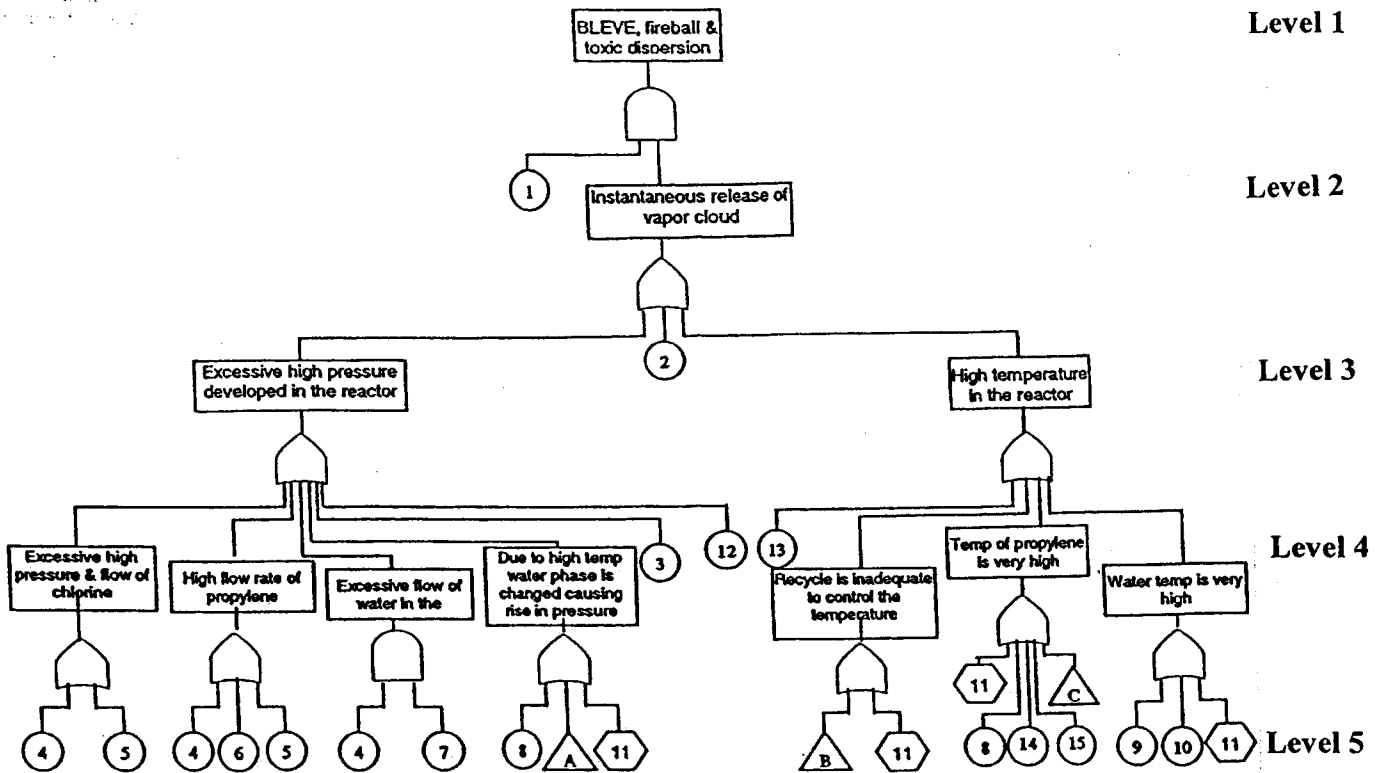 Level 1
BLEVE, fireball &
toxic dispersion
1
Level 2
Instantaneous release of
vapor cloud
2
Level 3
Excessive high pressure
developed in the reactor
High temperature
in the reactor
Level 4
Excessive high
pressure & flow of
chlorine
High flow rate of
propylene
Excessive flow of
water in the
Due to high temp
water phase is
changed causing
rise in pressure
3
12
13
Recycle is inadequate
to control the
temperature
Temp of propylene
is very high
Water temp is very
high
11
C
4
5
4
6
5
4
7
8
A
11
B
11
8
14
15
9
10
11
Level 5